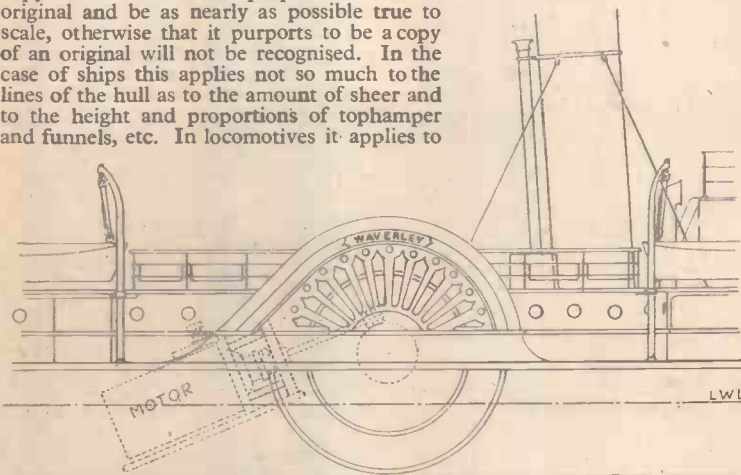 original and be as nearly as possible true to
scale, otherwise that it purports to be a copy
of an original will not be recognised. In the
case of ships this applies not so much to the
lines of the hull as to the amount of sheer and
to the height and proportions of tophamper
and funnels, etc. In locomotives it applies to
WAVERLEY
MOTOR
LWL